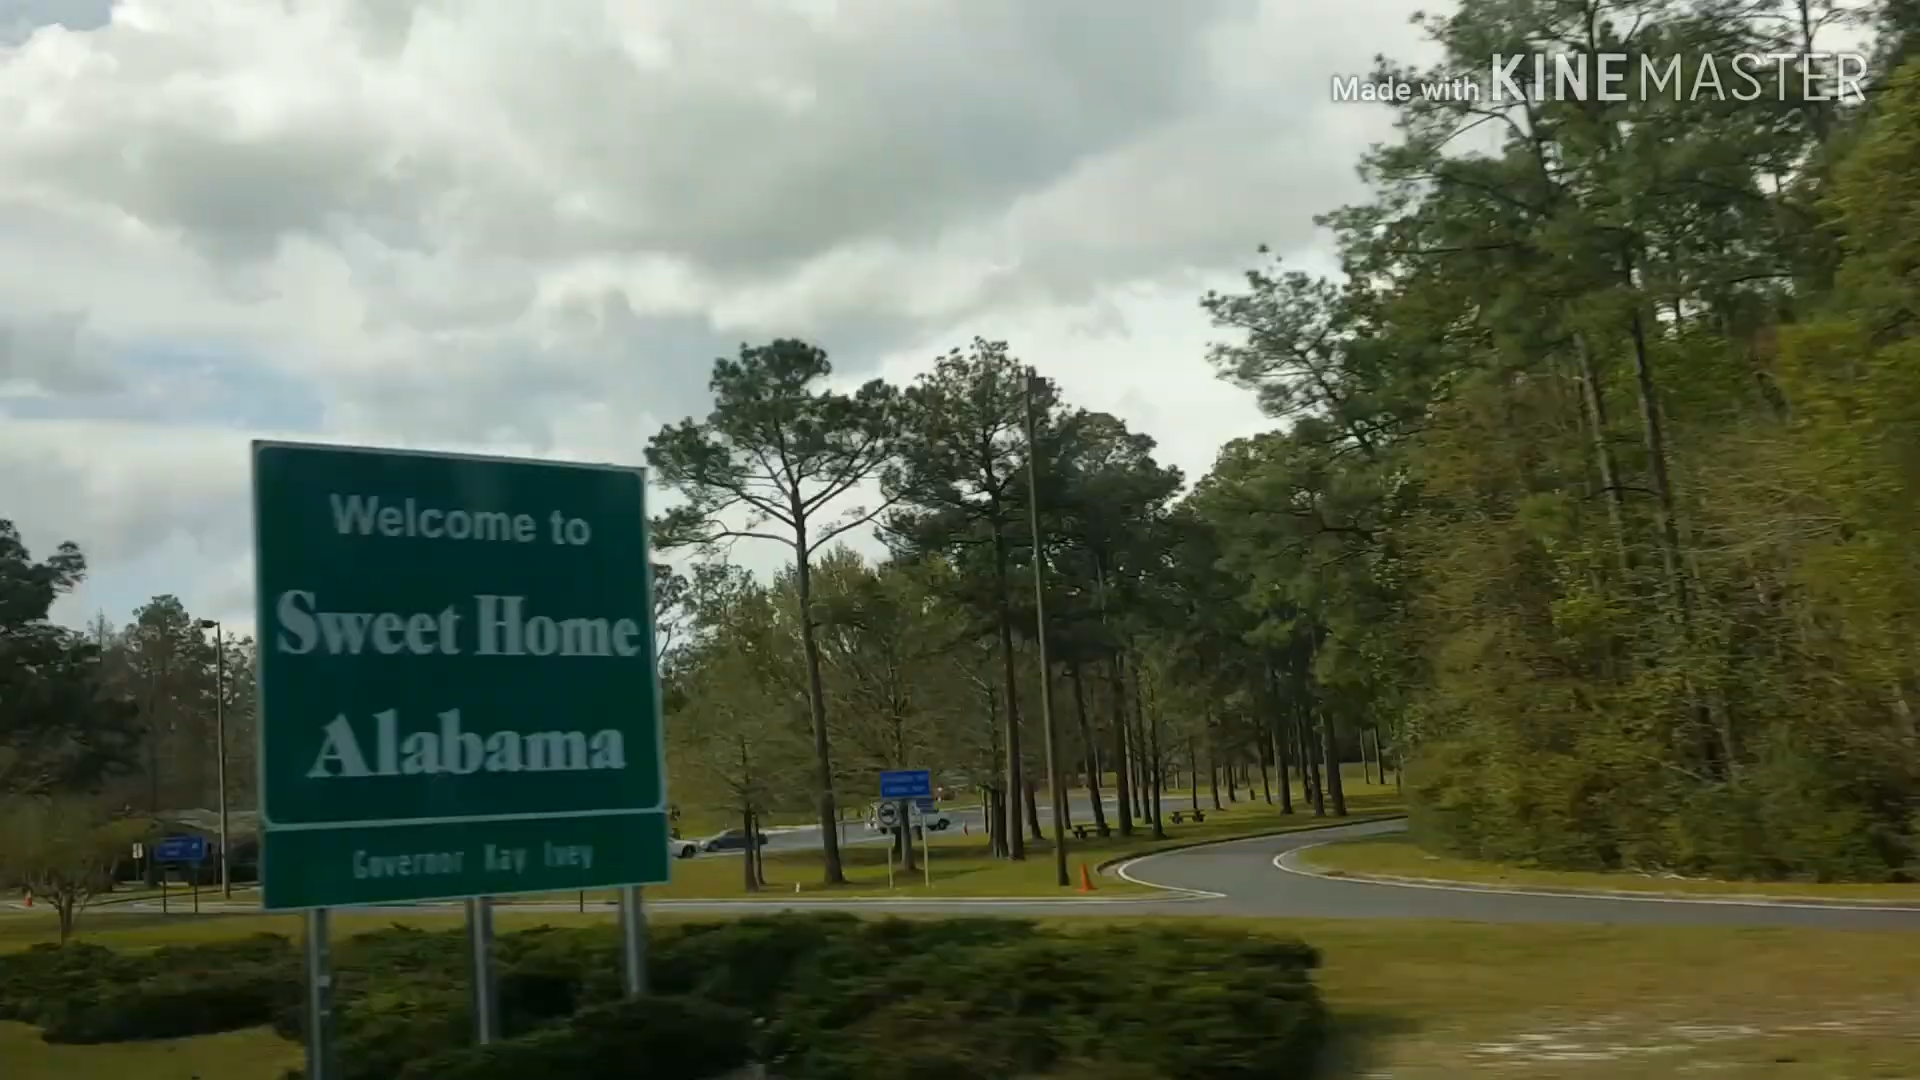 Made with KINEMASTER
Welcome to
Sweet Home
Alabama
Governor Kay Ivey